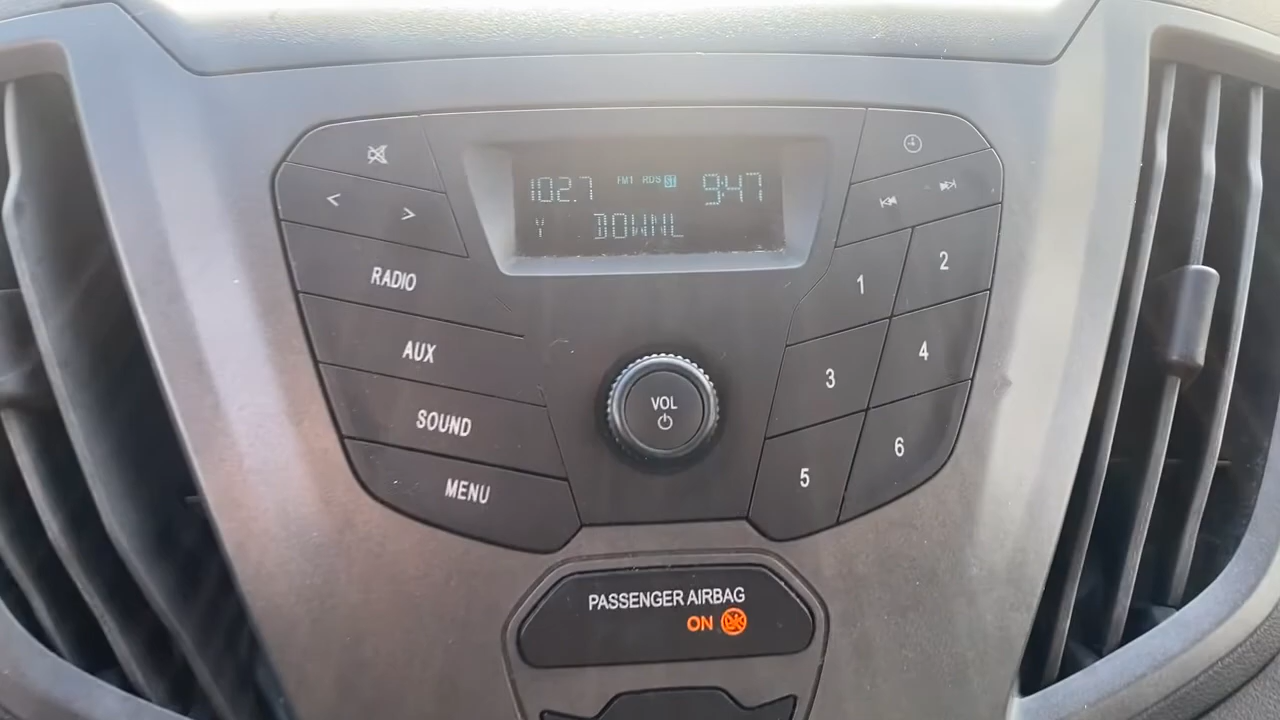 102.7 FM1 RDS ST 9:47
Y DOWNL
RADIO
AUX
SOUND
MENU
VOL
1
2
3
4
5
6
PASSENGER AIRBAG
ON